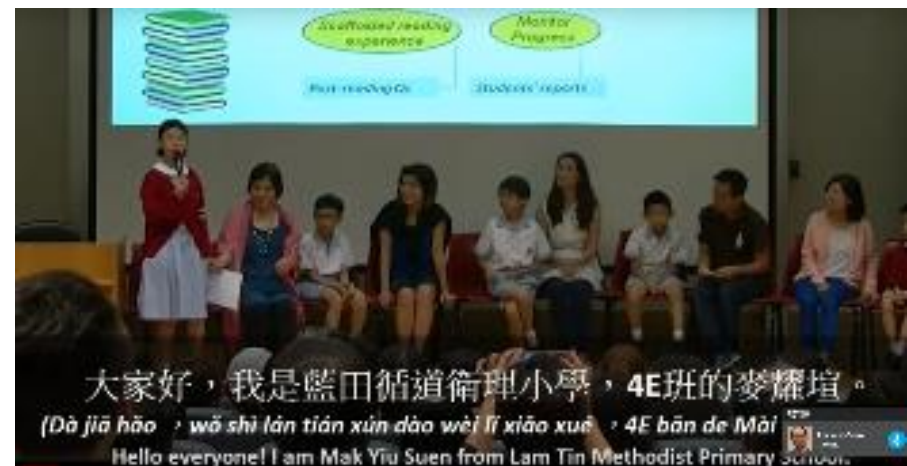 Scaffolded reading
experience
Monitor
Progress
Post-reading Qs
Students' reports
大家好，我是藍田循道衞理小學，4E班的麥耀埴。
(Dà jiā hǎo ，wǒ shì lán tián xún dào wèi lǐ xiǎo xué ，4E bān de Mài
Hello everyone! I am Mak Yiu Suen from Lam Tin Methodist Primary School.